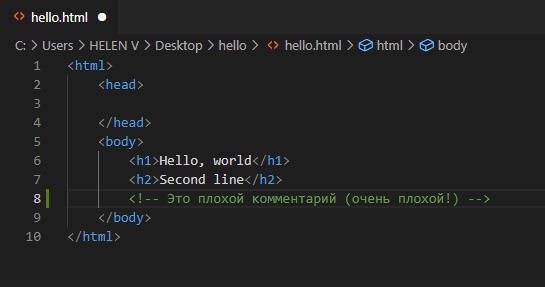 hello.html
C: > Users > HELEN V > Desktop > hello > hello.html > html > body
1 <html>
2 <head>
3
4 </head>
5 <body>
6 <h1>Hello, world</h1>
7 <h2>Second line</h2>
8 <!-- Это плохой комментарий (очень плохой!) -->
9 </body>
10 </html>